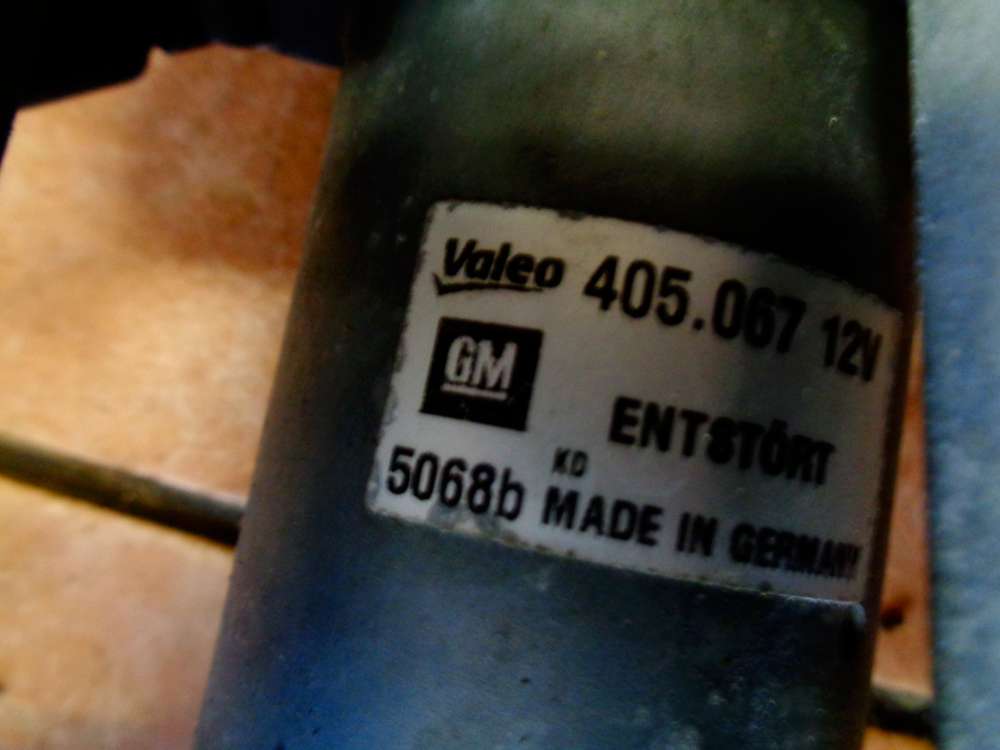 Valeo 405.067 12V
GM
ENTSTÖRT
KD
5068b MADE IN GERMANY